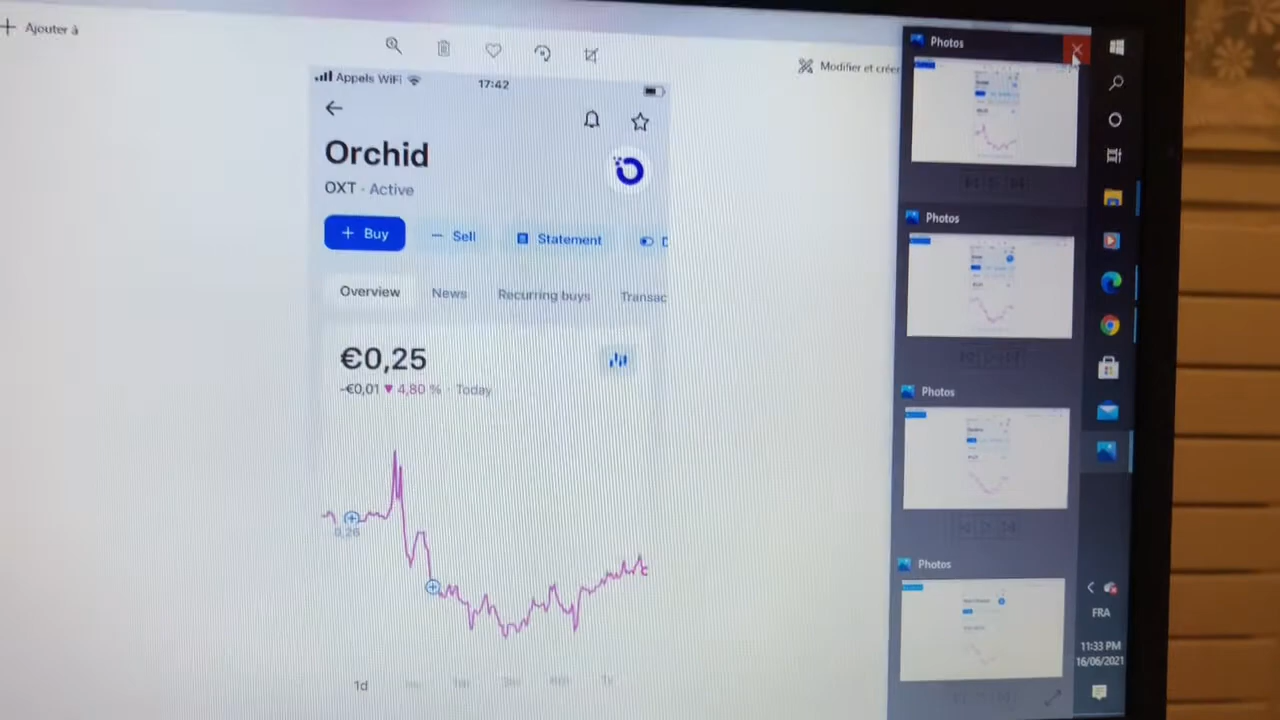 Ajouter à
Modifier et créer
Appels WiFi
17:42
Orchid
OXT · Active
+ Buy
— Sell
Statement
Overview
News
Recurring buys
Transac
€0,25
-€0,01 ▼ 4,80 % · Today
0,26
1d
Photos
Photos
Photos
Photos
FRA
11:33 PM
16/06/2021